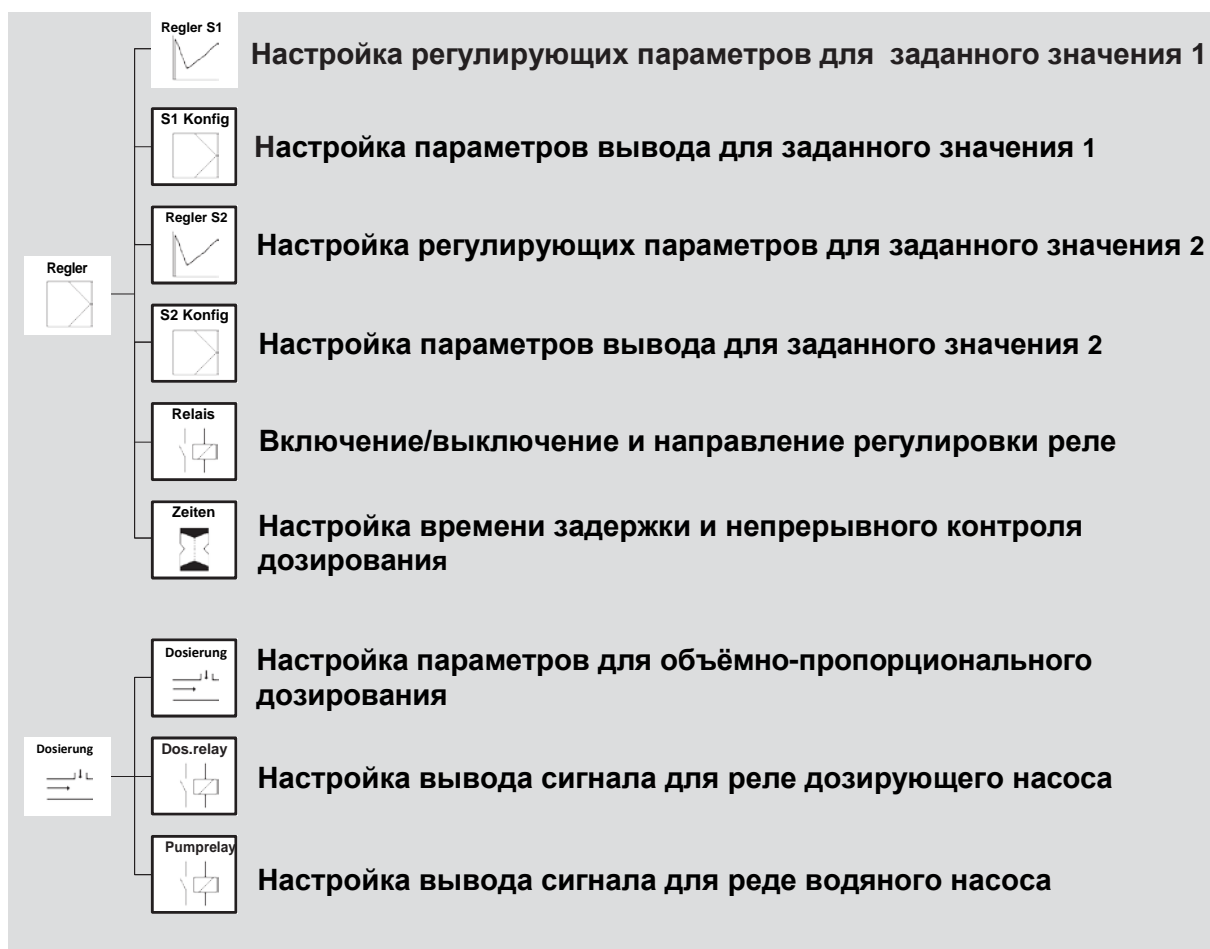 Regler S1
Настройка регулирующих параметров для заданного значения 1
S1 Konfig
Настройка параметров вывода для заданного значения 1
Regler S2
Настройка регулирующих параметров для заданного значения 2
Regler
S2 Konfig
Настройка параметров вывода для заданного значения 2
Relais
Включение/выключение и направление регулировки реле
Zeiten
Настройка времени задержки и непрерывного контроля
дозирования
Dosierung
Настройка параметров для объёмно-пропорционального
дозирования
Dosierung
Dos.relay
Настройка вывода сигнала для реле дозирующего насоса
Pumprelay
Настройка вывода сигнала для реде водяного насоса